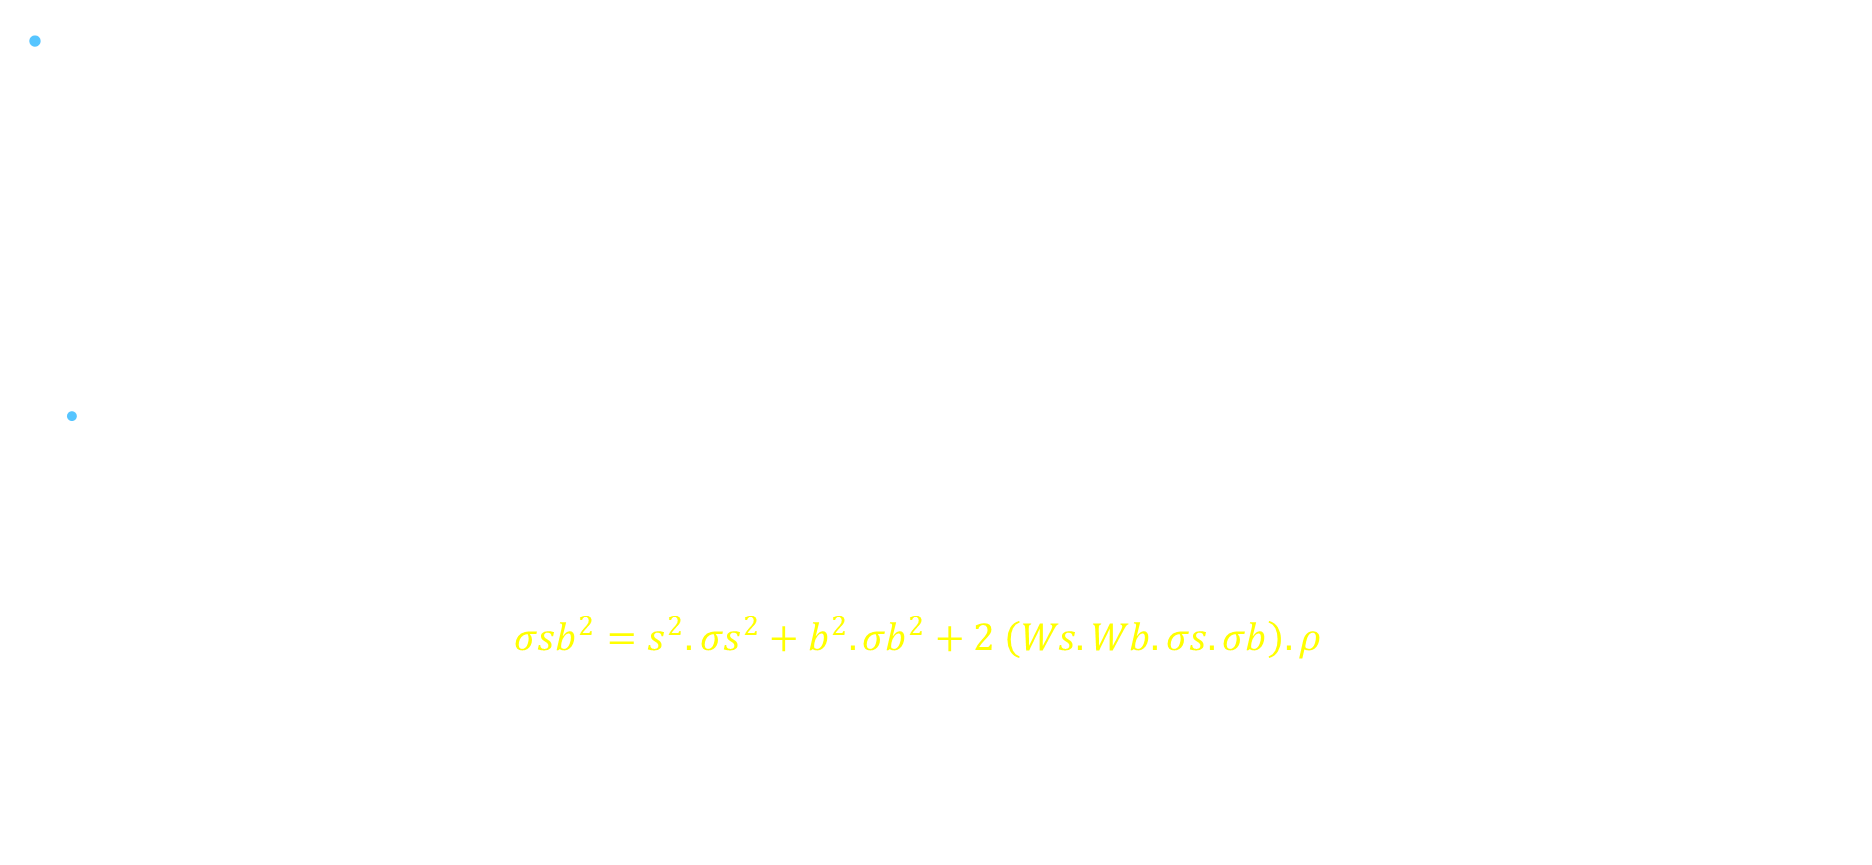 •
•
𝜎𝑠𝑏² = 𝑠².𝜎𝑠² + 𝑏².𝜎𝑏² + 2 (𝑊𝑠.𝑊𝑏.𝜎𝑠.𝜎𝑏).𝜌